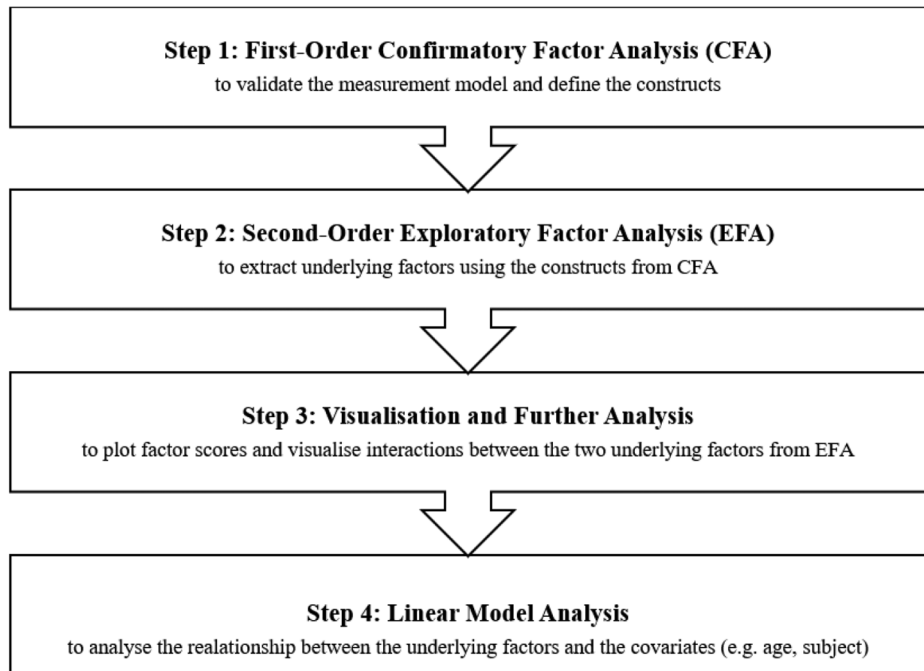 Step 1: First-Order Confirmatory Factor Analysis (CFA)
to validate the measurement model and define the constructs
Step 2: Second-Order Exploratory Factor Analysis (EFA)
to extract underlying factors using the constructs from CFA
Step 3: Visualisation and Further Analysis
to plot factor scores and visualise interactions between the two underlying factors from EFA
Step 4: Linear Model Analysis
to analyse the realationship between the underlying factors and the covariates (e.g. age, subject)